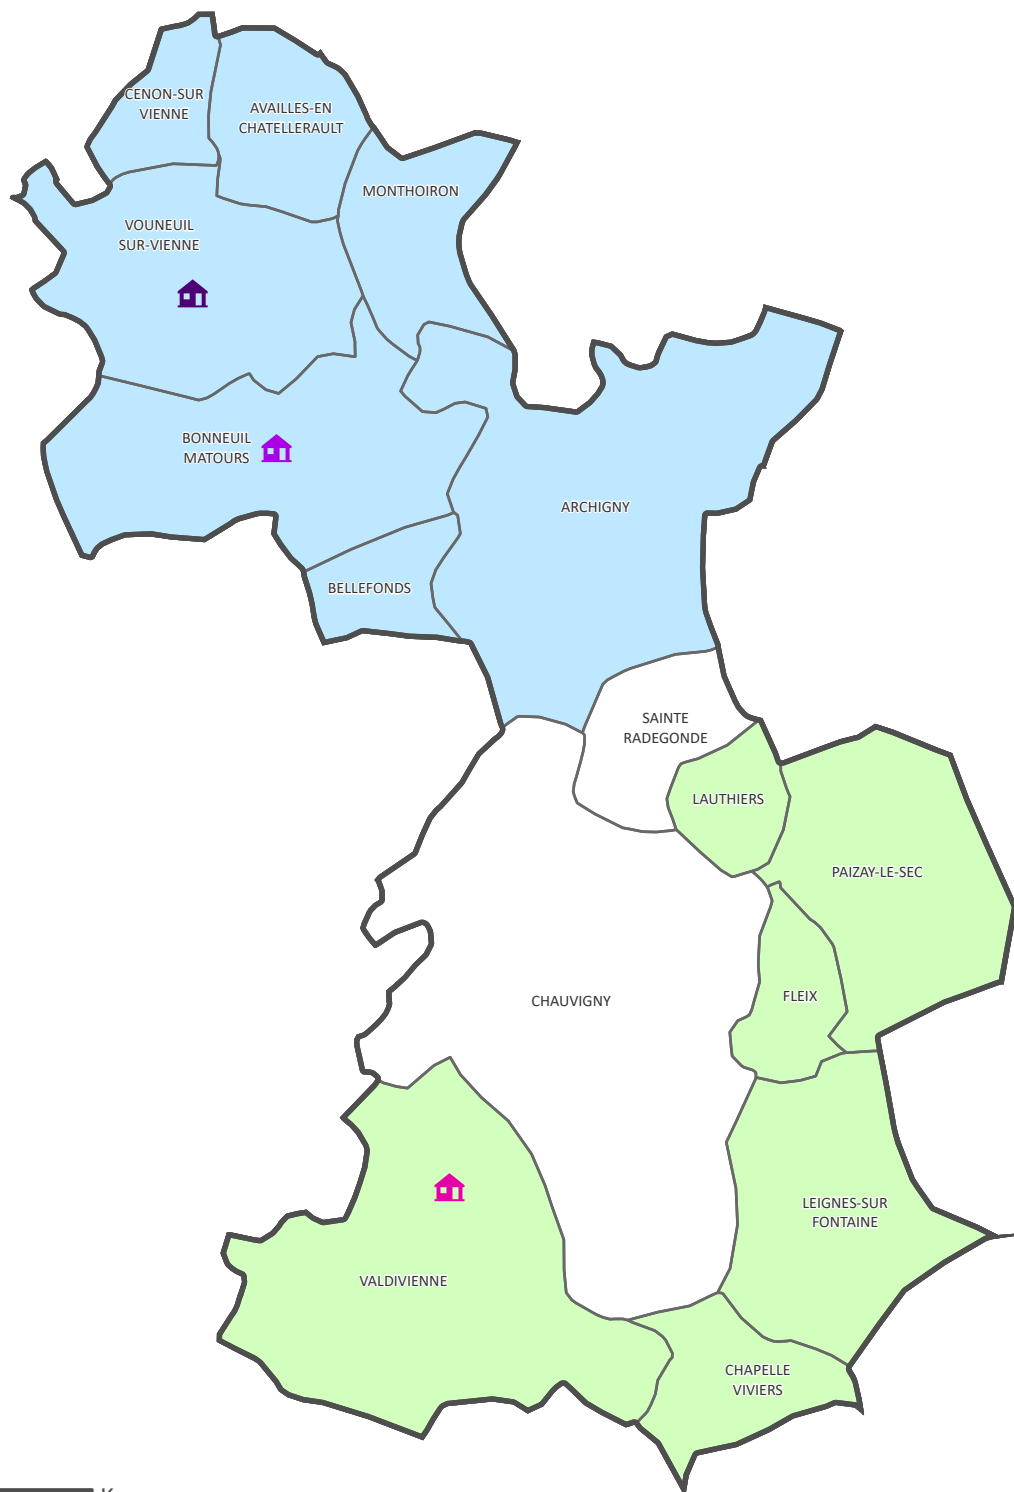 CENON-SUR
VIENNE
AVAILLES-EN
CHATELLERAULT
MONTHOIRON
VOUNEUIL
SUR-VIENNE
BONNEUIL
MATOURS
ARCHIGNY
BELLEFONDS
SAINTE
RADEGONDE
LAUTHIERS
PAIZAY-LE-SEC
FLEIX
CHAUVIGNY
LEIGNES-SUR
FONTAINE
VALDIVIENNE
CHAPELLE
VIVIERS